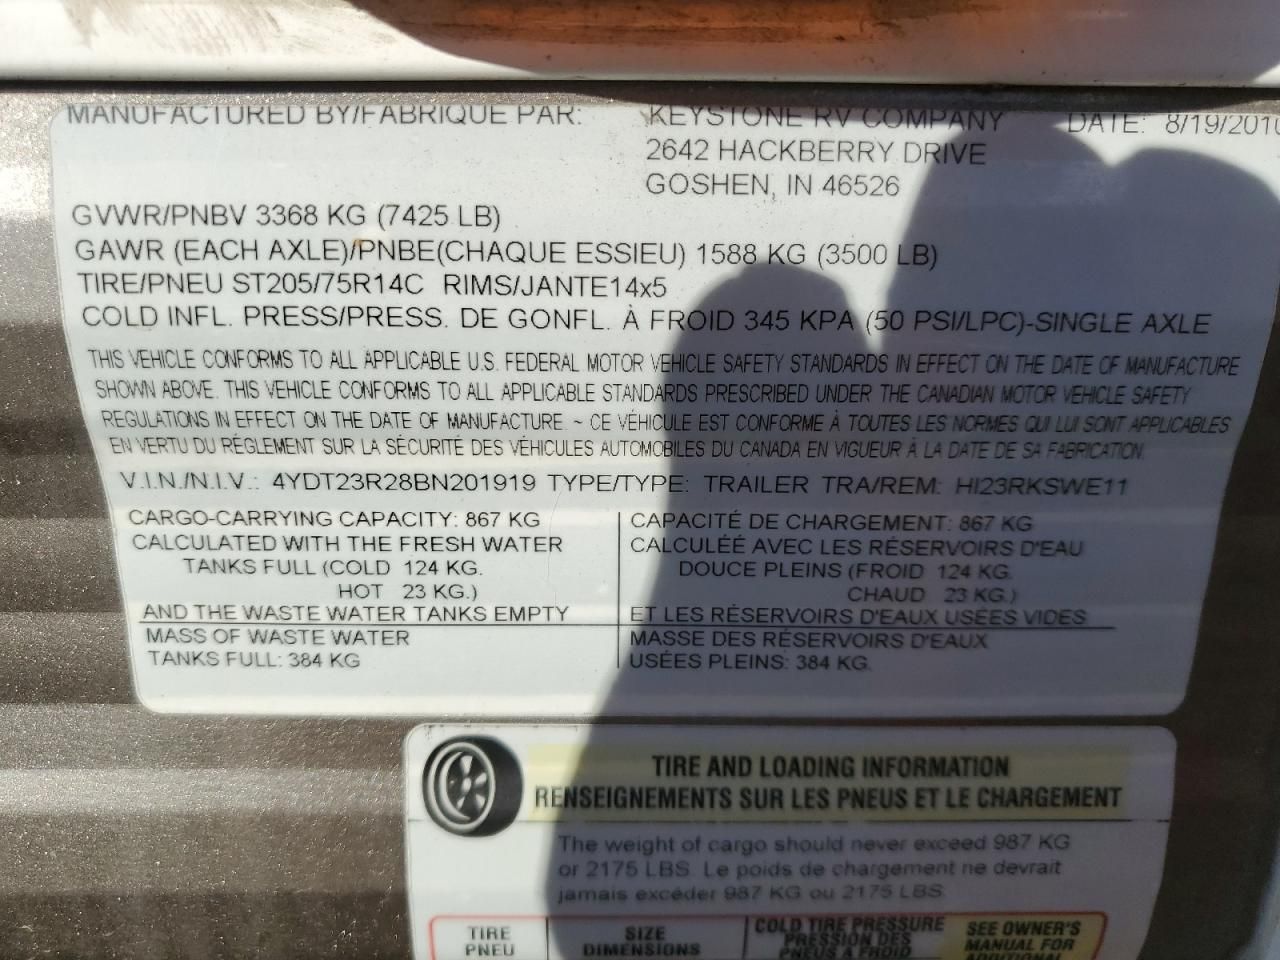 MANUFACTURED BY/FABRIQUE PAR: KEYSTONE RV COMPANY DATE: 8/19/2010
2642 HACKBERRY DRIVE
GOSHEN, IN 46526
GVWR/PNBV 3368 KG (7425 LB)
GAWR (EACH AXLE)/PNBE(CHAQUE ESSIEU) 1588 KG (3500 LB)
TIRE/PNEU ST205/75R14C RIMS/JANTE14x5
COLD INFL. PRESS/PRESS. DE GONFL. À FROID 345 KPA (50 PSI/LPC)-SINGLE AXLE
THIS VEHICLE CONFORMS TO ALL APPLICABLE U.S. FEDERAL MOTOR VEHICLE SAFETY STANDARDS IN EFFECT ON THE DATE OF MANUFACTURE
SHOWN ABOVE. THIS VEHICLE CONFORMS TO ALL APPLICABLE STANDARDS PRESCRIBED UNDER THE CANADIAN MOTOR VEHICLE SAFETY
REGULATIONS IN EFFECT ON THE DATE OF MANUFACTURE. ~ CE VÉHICULE EST CONFORME À TOUTES LES NORMES QUI LUI SONT APPLICABLES
EN VERTU DU RÉGLEMENT SUR LA SÉCURITÉ DES VÉHICULES AUTOMOBILES DU CANADA EN VIGUEUR À LA DATE DE SA FABRICATION.
V.I.N./N.I.V.: 4YDT23R28BN201919 TYPE/TYPE: TRAILER TRA/REM: HI23RKSWE11
CARGO-CARRYING CAPACITY: 867 KG
CALCULATED WITH THE FRESH WATER
TANKS FULL (COLD 124 KG.
HOT 23 KG.)
AND THE WASTE WATER TANKS EMPTY
MASS OF WASTE WATER
TANKS FULL: 384 KG
CAPACITÉ DE CHARGEMENT: 867 KG
CALCULÉE AVEC LES RÉSERVOIRS D'EAU
DOUCE PLEINS (FROID 124 KG.
CHAUD 23 KG.)
ET LES RÉSERVOIRS D'EAUX USÉES VIDES
MASSE DES RÉSERVOIRS D'EAUX
USÉES PLEINS: 384 KG.
TIRE AND LOADING INFORMATION
RENSEIGNEMENTS SUR LES PNEUS ET LE CHARGEMENT
The weight of cargo should never exceed 987 KG
or 2175 LBS. Le poids de chargement ne devrait
jamais excéder 987 KG ou 2175 LBS.
TIRE
PNEU
SIZE
DIMENSIONS
COLD TIRE PRESSURE
PRESSION DES
PNEUS A FROID
SEE OWNER'S
MANUAL FOR
ADDITIONAL